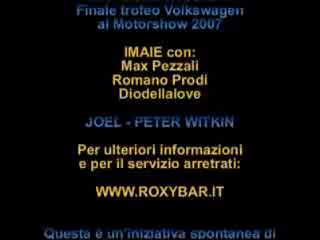 Finale trofeo Volkswagen
al Motorshow 2007
IMAIE con:
Max Pezzali
Romano Prodi
Diodellalove
JOEL - PETER WITKIN
Per ulteriori informazioni
e per il servizio arretrati:
WWW.ROXYBAR.IT
Questa è un'iniziativa spontanea di